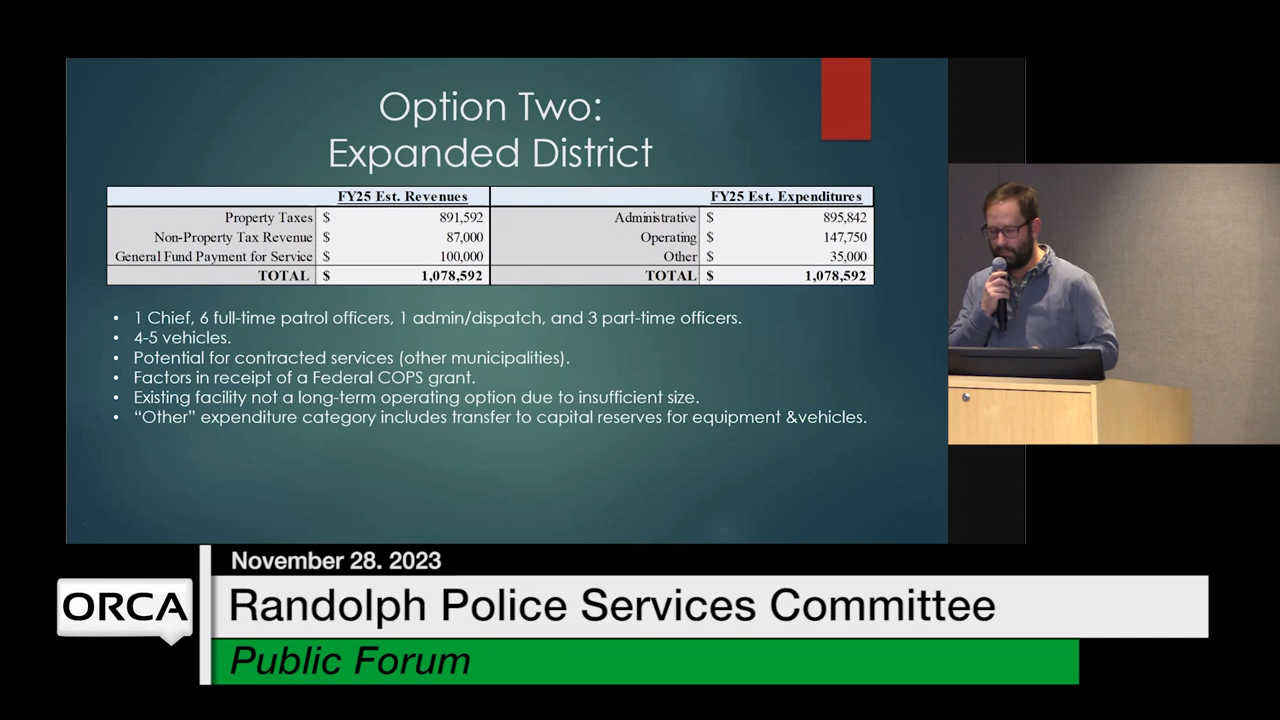 Option Two:
Expanded District
FY25 Est. Revenues FY25 Est. Expenditures
Property Taxes $ 891,592 Administrative $ 895,842
Non-Property Tax Revenue $ 87,000 Operating $ 147,750
General Fund Payment for Service $ 100,000 Other $ 35,000
TOTAL $ 1,078,592 TOTAL $ 1,078,592
• 1 Chief, 6 full-time patrol officers, 1 admin/dispatch, and 3 part-time officers.
• 4-5 vehicles.
• Potential for contracted services (other municipalities).
• Factors in receipt of a Federal COPS grant.
• Existing facility not a long-term operating option due to insufficient size.
• “Other” expenditure category includes transfer to capital reserves for equipment &vehicles.
November 28. 2023
ORCA
Randolph Police Services Committee
Public Forum